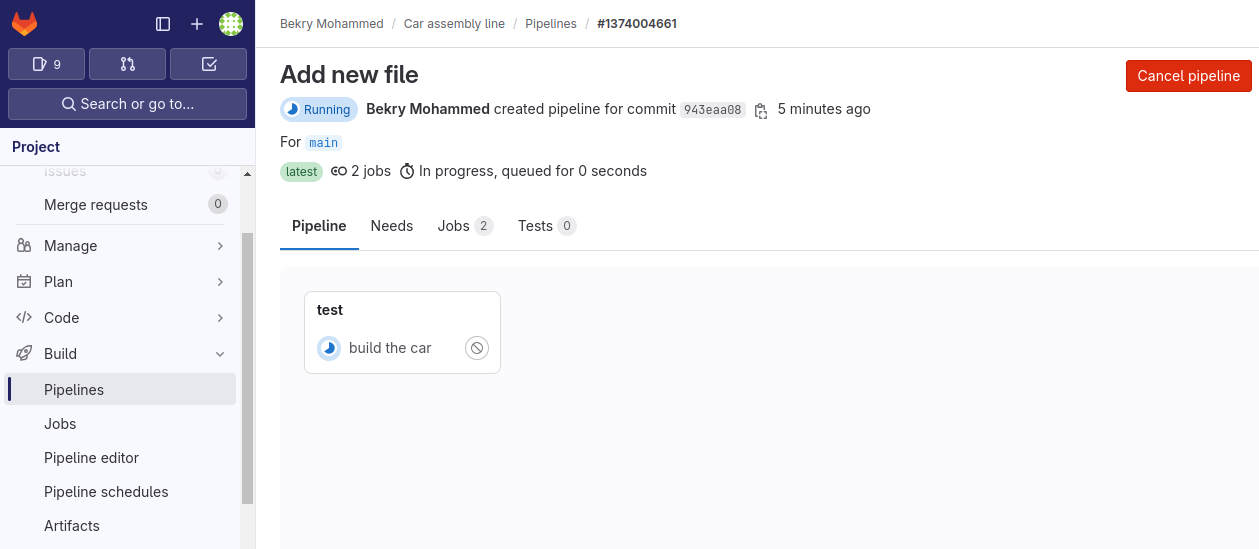 9
Search or go to...
Project
Issues 0
Merge requests 0
Manage
Plan
Code
Build
Pipelines
Jobs
Pipeline editor
Pipeline schedules
Artifacts
Bekry Mohammed / Car assembly line / Pipelines / #1374004661
Add new file
Cancel pipeline
Running Bekry Mohammed created pipeline for commit 943eaa08 5 minutes ago
For main
latest 2 jobs In progress, queued for 0 seconds
Pipeline Needs Jobs 2 Tests 0
test
build the car